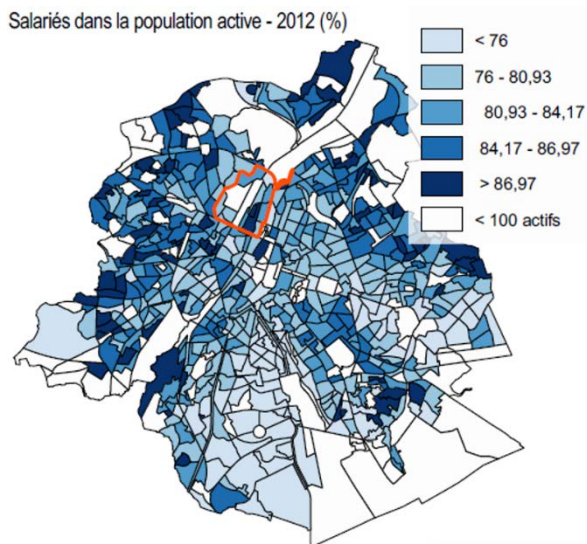 Salariés dans la population active - 2012 (%)
< 76
76 - 80,93
80,93 - 84,17
84,17 - 86,97
> 86,97
< 100 actifs